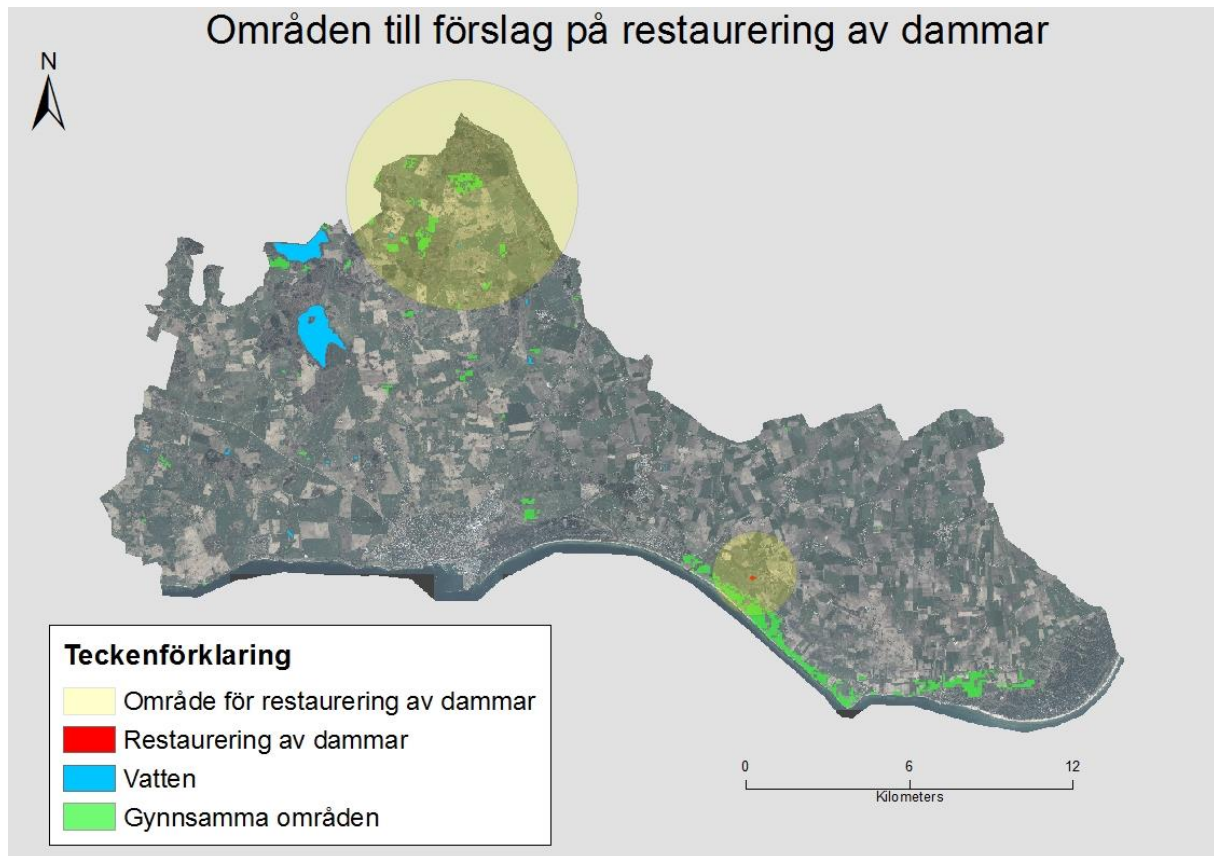 Områden till förslag på restaurering av dammar
N
Teckenförklaring
Område för restaurering av dammar
Restaurering av dammar
Vatten
Gynnsamma områden
0 6 12
Kilometers